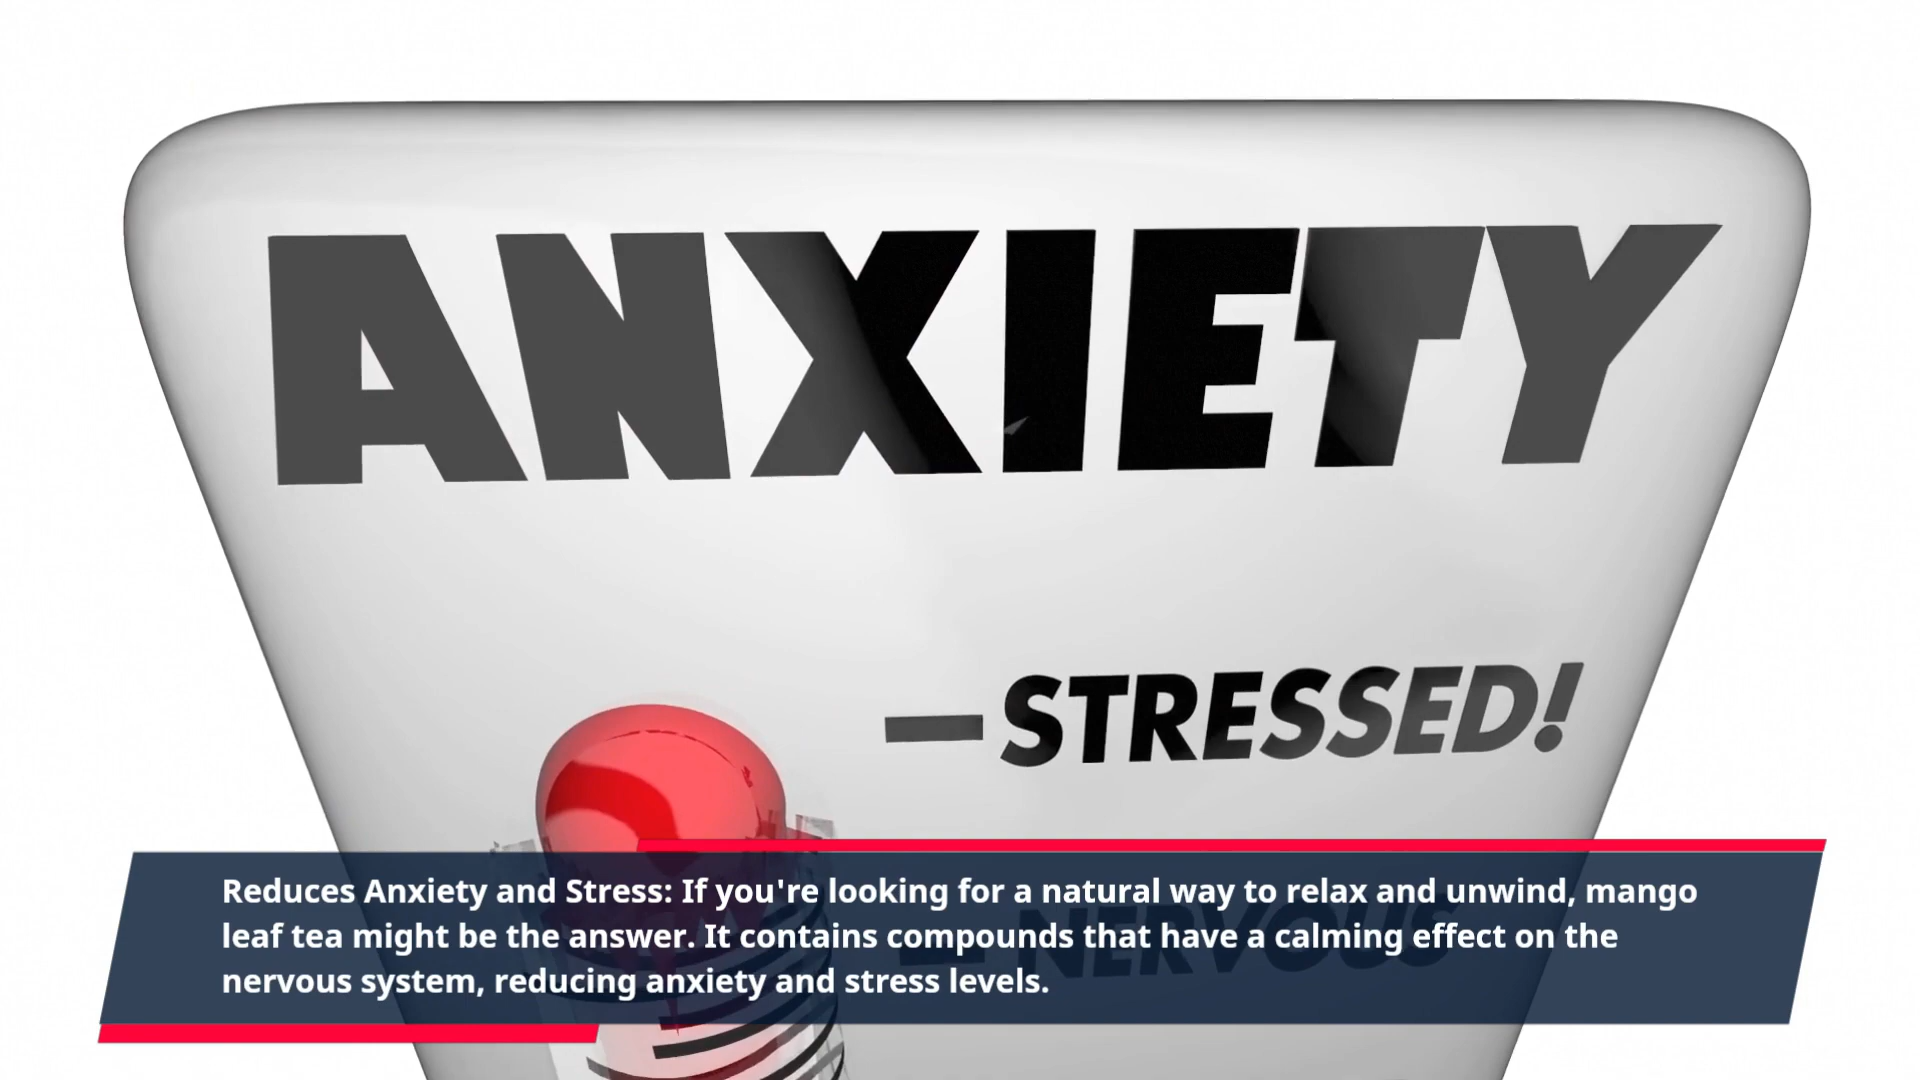 ANXIETY
—STRESSED!
— NERVOUS
Reduces Anxiety and Stress: If you're looking for a natural way to relax and unwind, mango
leaf tea might be the answer. It contains compounds that have a calming effect on the
nervous system, reducing anxiety and stress levels.